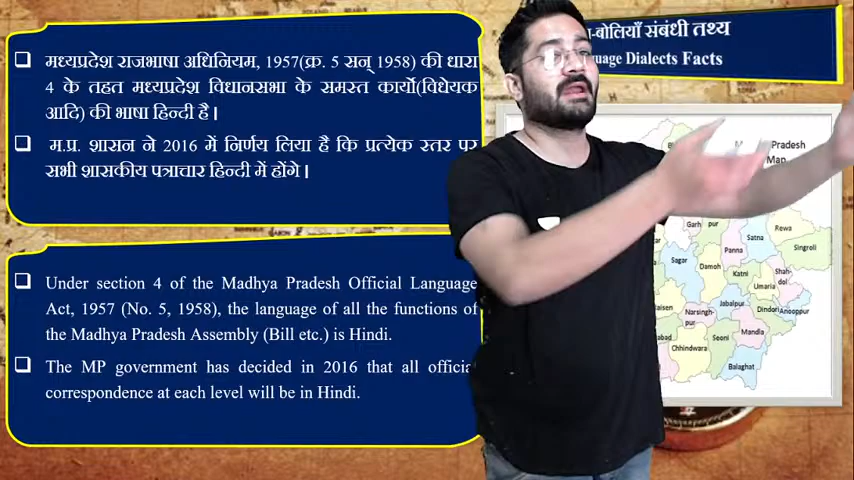 -बोलियाँ संबंधी तथ्य
Dialects Facts
मध्यप्रदेश राजभाषा अधिनियम, 1957(क्र. 5 सन् 1958) की धारा
4 के तहत मध्यप्रदेश विधानसभा के समस्त कार्यो(विधेयक
आदि) की भाषा हिन्दी है।
म.प्र. शासन ने 2016 में निर्णय लिया है कि प्रत्येक स्तर पर
सभी शासकीय पत्राचार हिन्दी में होंगे।
Under section 4 of the Madhya Pradesh Official Language
Act, 1957 (No. 5, 1958), the language of all the functions of
the Madhya Pradesh Assembly (Bill etc.) is Hindi.
The MP government has decided in 2016 that all officia
correspondence at each level will be in Hindi.
Pradesh
Map
Garh
pur
Rewa
Satna
Singroli
Panna
Sagar
Damoh
Katni
Shah-
dol
Umaria
Jabalpur
Dindori
Anooppur
Narsingh-
pur
Mandla
Seoni
Chhindwara
Balaghat